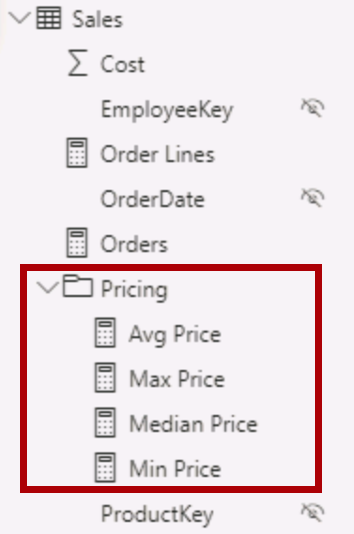 Sales
Cost
EmployeeKey
Order Lines
OrderDate
Orders
Pricing
Avg Price
Max Price
Median Price
Min Price
ProductKey